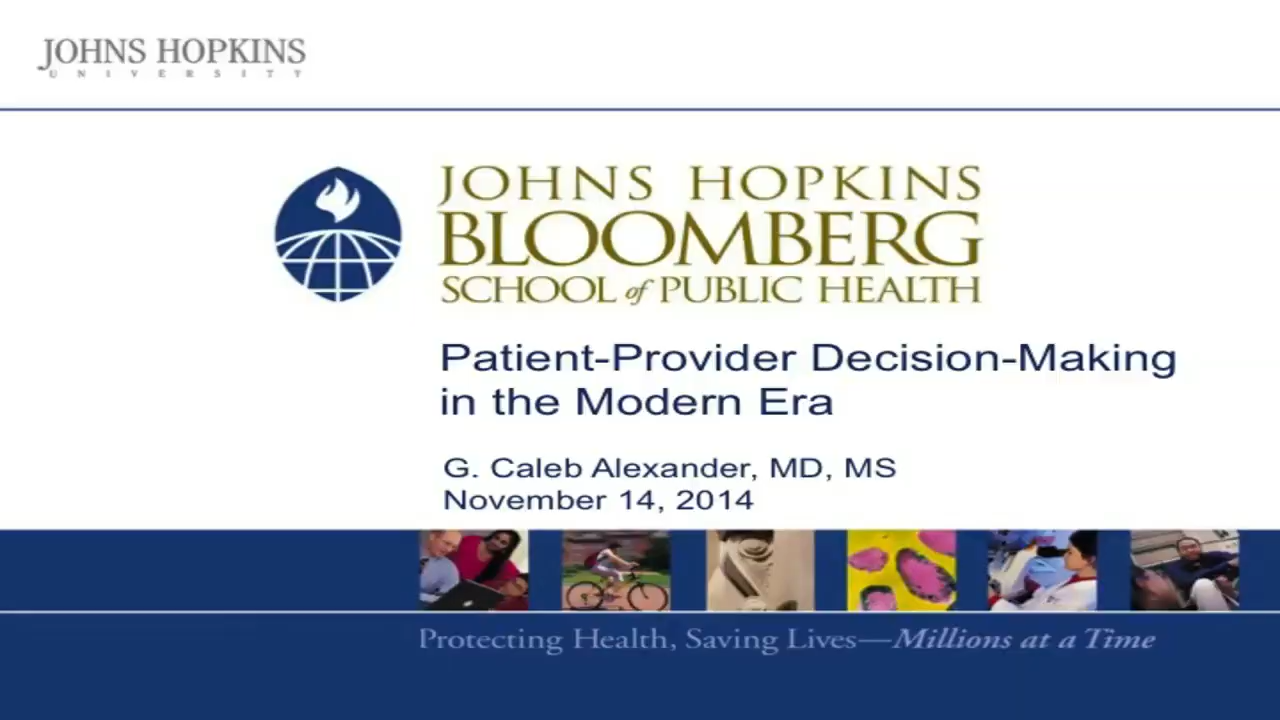 JOHNS HOPKINS
UNIVERSITY
JOHNS HOPKINS
BLOOMBERG
SCHOOL of PUBLIC HEALTH
Patient-Provider Decision-Making
in the Modern Era
G. Caleb Alexander, MD, MS
November 14, 2014
Protecting Health, Saving Lives—Millions at a Time